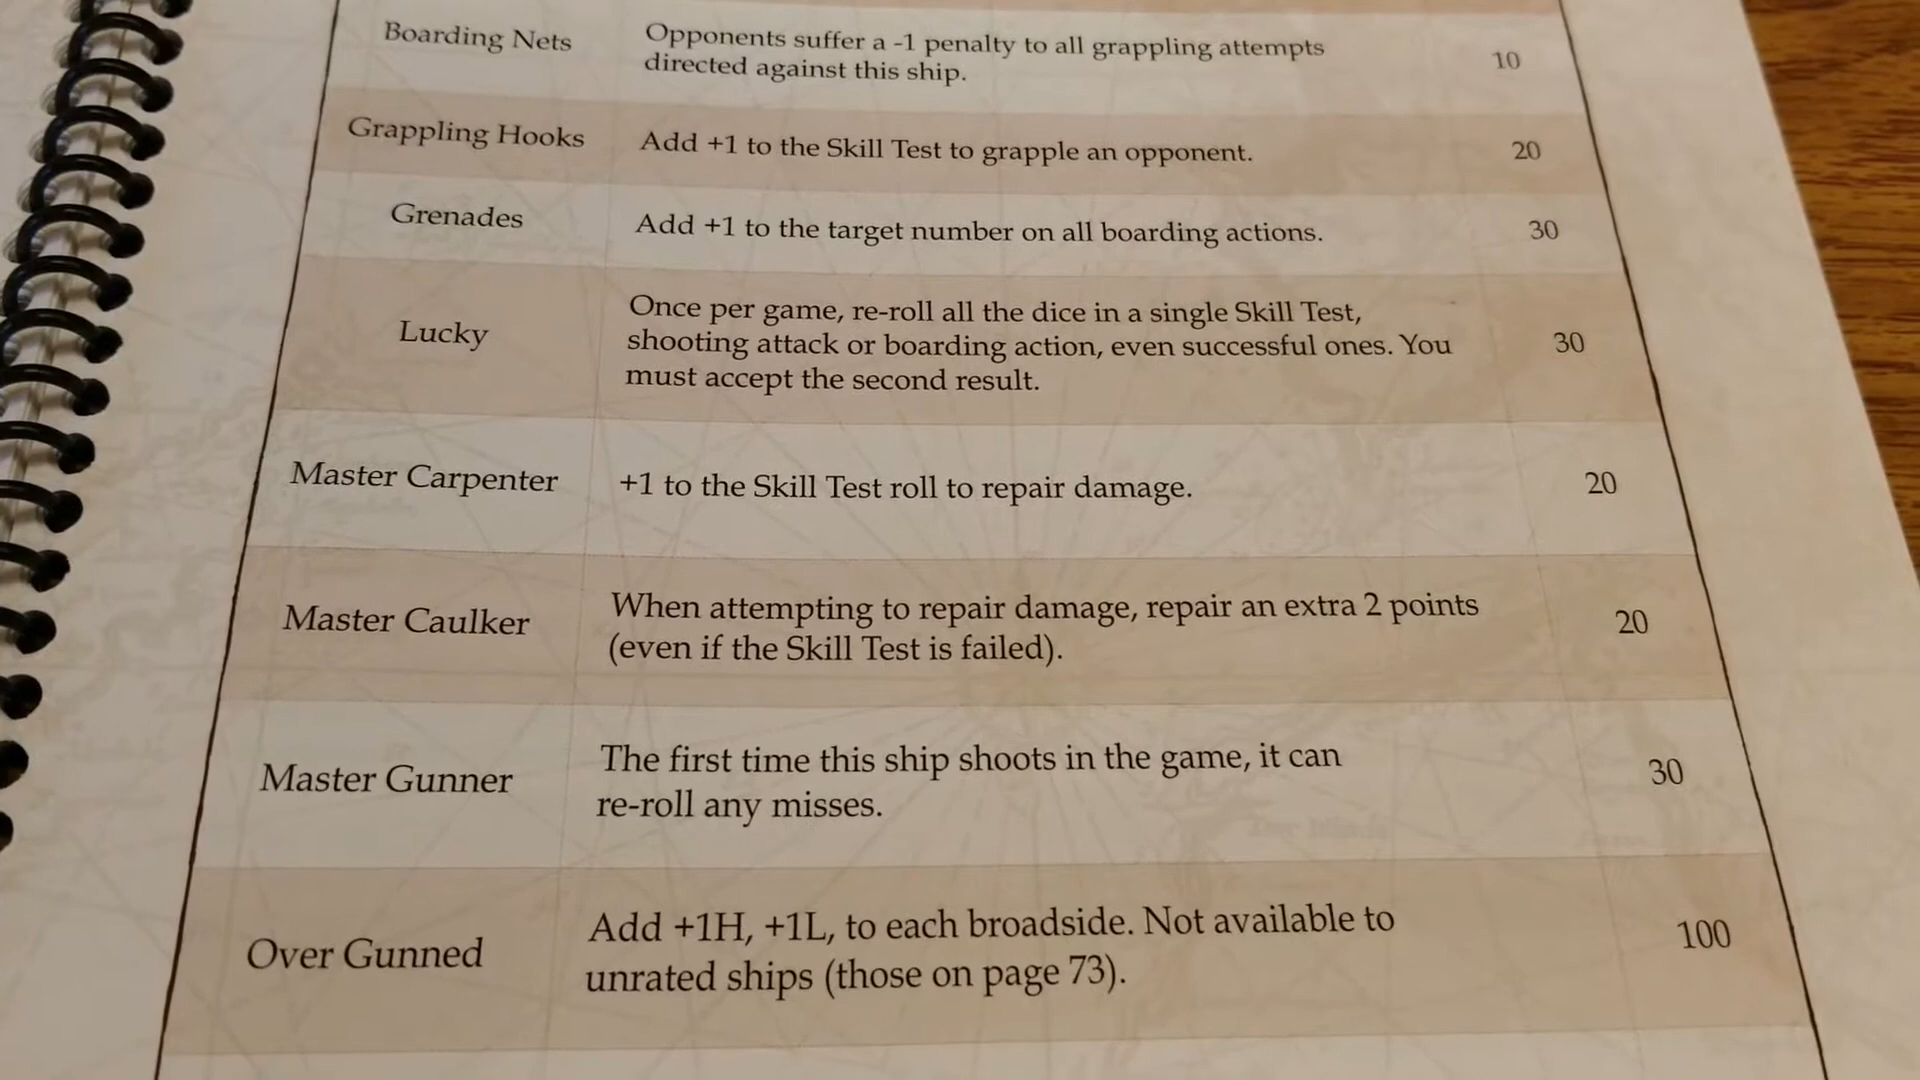 Boarding Nets
Opponents suffer a -1 penalty to all grappling attempts
directed against this ship.
10
Grappling Hooks
Add +1 to the Skill Test to grapple an opponent.
20
Grenades
Add +1 to the target number on all boarding actions.
30
Lucky
Once per game, re-roll all the dice in a single Skill Test,
shooting attack or boarding action, even successful ones. You
must accept the second result.
30
Master Carpenter
+1 to the Skill Test roll to repair damage.
20
Master Caulker
When attempting to repair damage, repair an extra 2 points
(even if the Skill Test is failed).
20
Master Gunner
The first time this ship shoots in the game, it can
re-roll any misses.
30
Over Gunned
Add +1H, +1L, to each broadside. Not available to
unrated ships (those on page 73).
100